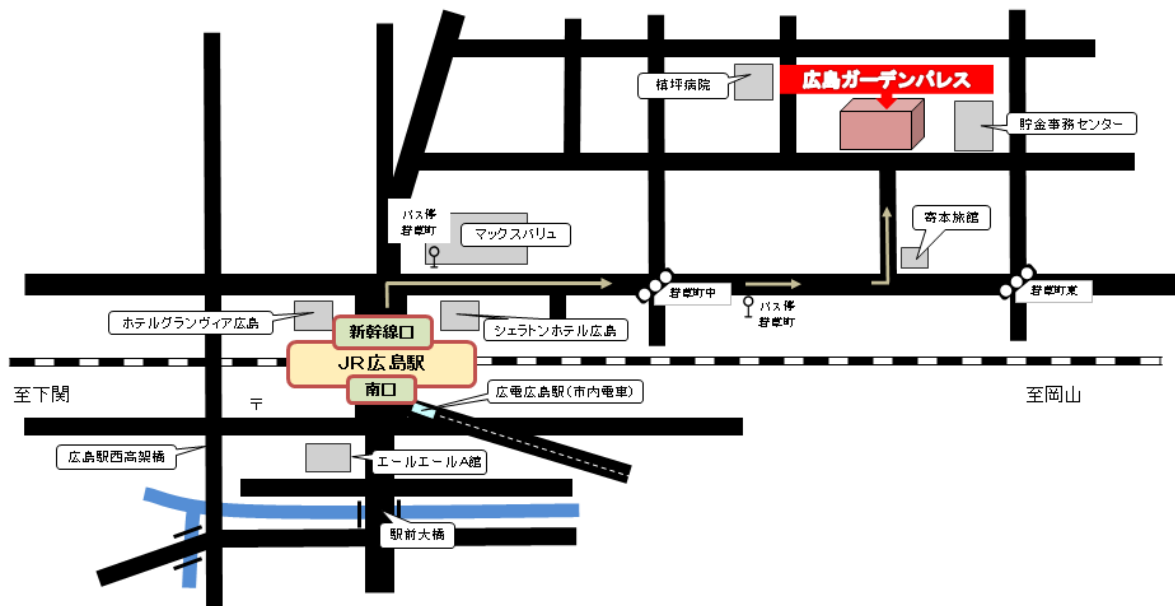 広島ガーデンパレス
槙坪病院
貯金事務センター
バス停
若草町
マックスバリュ
寄本旅館
若草町中
若草町東
バス停
若草町
ホテルグランヴィア広島
新幹線口
シェラトンホテル広島
JR広島駅
南口
広電広島駅(市内電車)
至下関
〒
至岡山
広島駅西高架橋
エールエールA館
駅前大橋